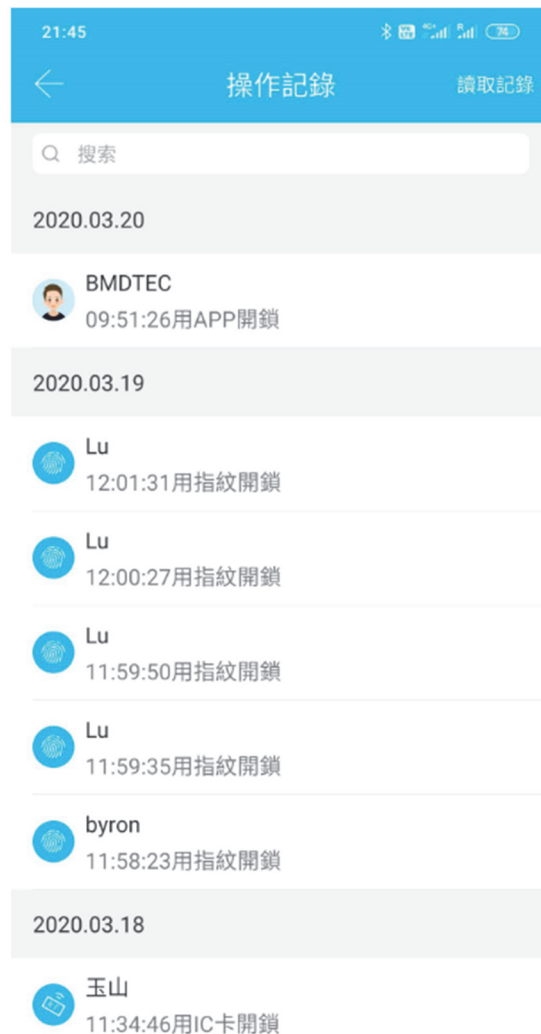 21:45
74
操作記錄
讀取記錄
搜索
2020.03.20
BMDTEC
09:51:26用APP開鎖
2020.03.19
Lu
12:01:31用指紋開鎖
Lu
12:00:27用指紋開鎖
Lu
11:59:50用指紋開鎖
Lu
11:59:35用指紋開鎖
byron
11:58:23用指紋開鎖
2020.03.18
玉山
11:34:46用IC卡開鎖